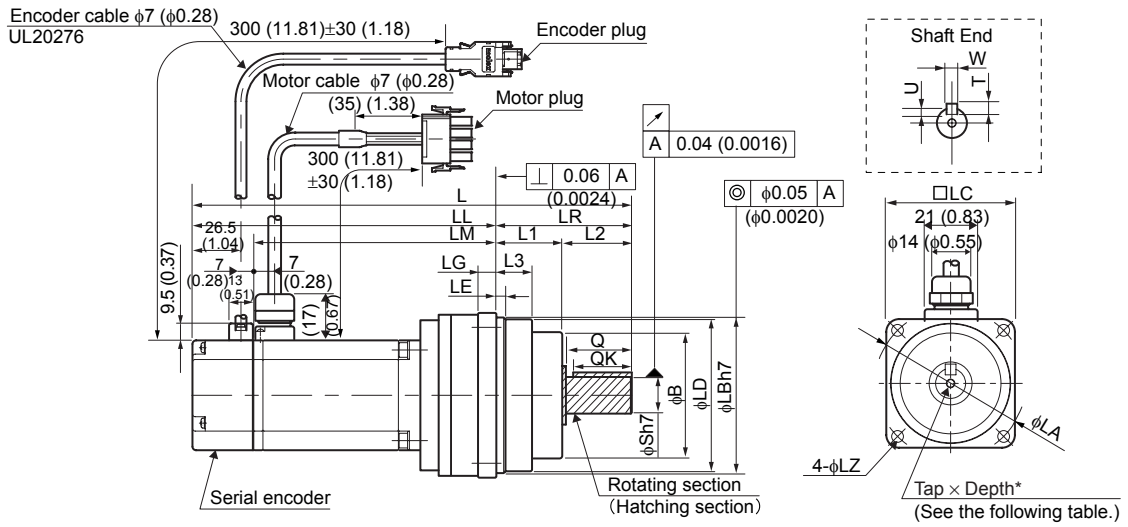 Encoder cable ϕ7 (ϕ0.28)
UL20276
300 (11.81)±30 (1.18)
Encoder plug
Motor cable ϕ7 (ϕ0.28)
(35) (1.38)
Motor plug
300 (11.81)
±30 (1.18)
A 0.04 (0.0016)
⊥ 0.06 A
(0.0024)
◎ ϕ0.05 A
(ϕ0.0020)
L
LL
LR
26.5
(1.04)
LM
L1
L2
7
(0.28)
13
(0.51)
7
(0.28)
LG
L3
LE
9.5 (0.37)
(17)
(0.67)
Q
QK
ϕSh7
ϕB
ϕLD
ϕLBh7
Serial encoder
Rotating section
(Hatching section)
Shaft End
W
T
U
□LC
21 (0.83)
ϕ14 (ϕ0.55)
ϕLA
4-ϕLZ
Tap × Depth*
(See the following table.)